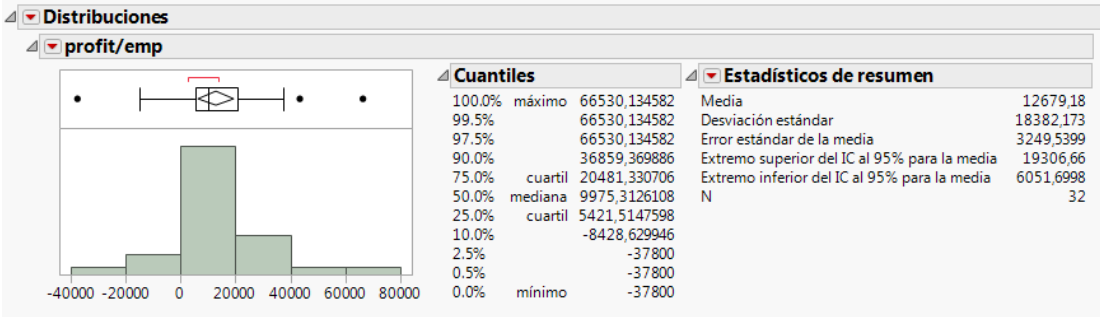 Distribuciones
profit/emp
-40000 -20000 0 20000 40000 60000 80000
Cuantiles
100.0% máximo 66530,134582
99.5% 66530,134582
97.5% 66530,134582
90.0% 36859,369886
75.0% cuartil 20481,330706
50.0% mediana 9975,3126108
25.0% cuartil 5421,5147598
10.0% -8428,629946
2.5% -37800
0.5% -37800
0.0% mínimo -37800
Estadísticos de resumen
Media 12679,18
Desviación estándar 18382,173
Error estándar de la media 3249,5399
Extremo superior del IC al 95% para la media 19306,66
Extremo inferior del IC al 95% para la media 6051,6998
N 32